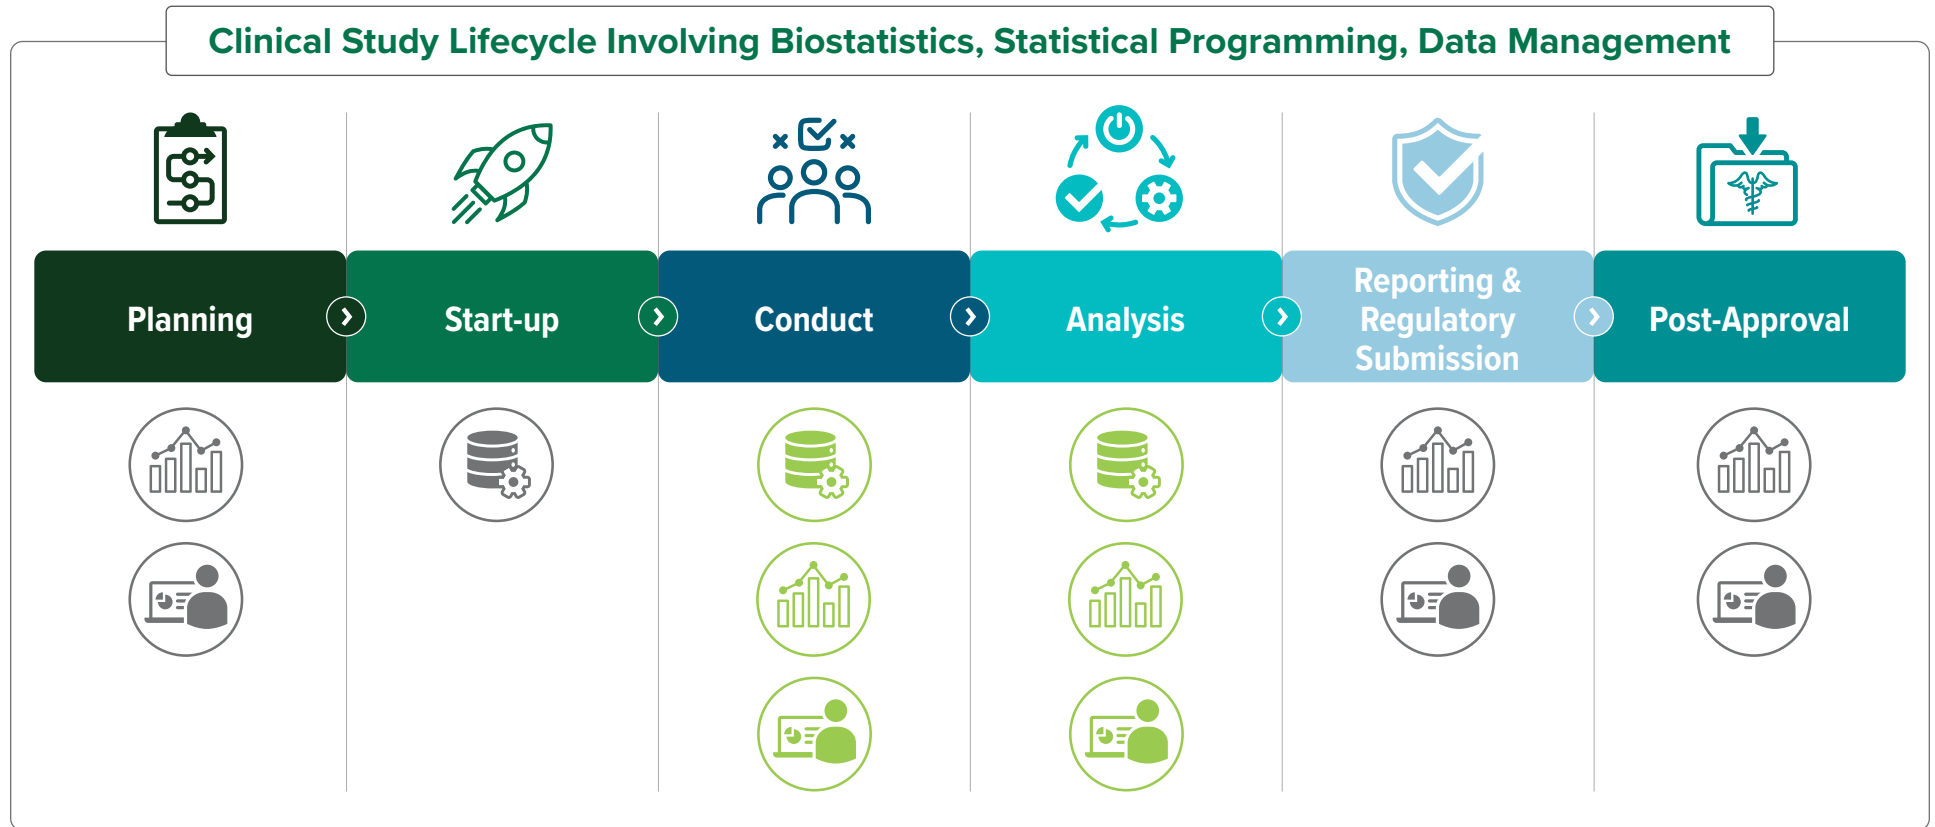 Clinical Study Lifecycle Involving Biostatistics, Statistical Programming, Data Management
Planning
Start-up
Conduct
Analysis
Reporting &
Regulatory
Submission
Post-Approval